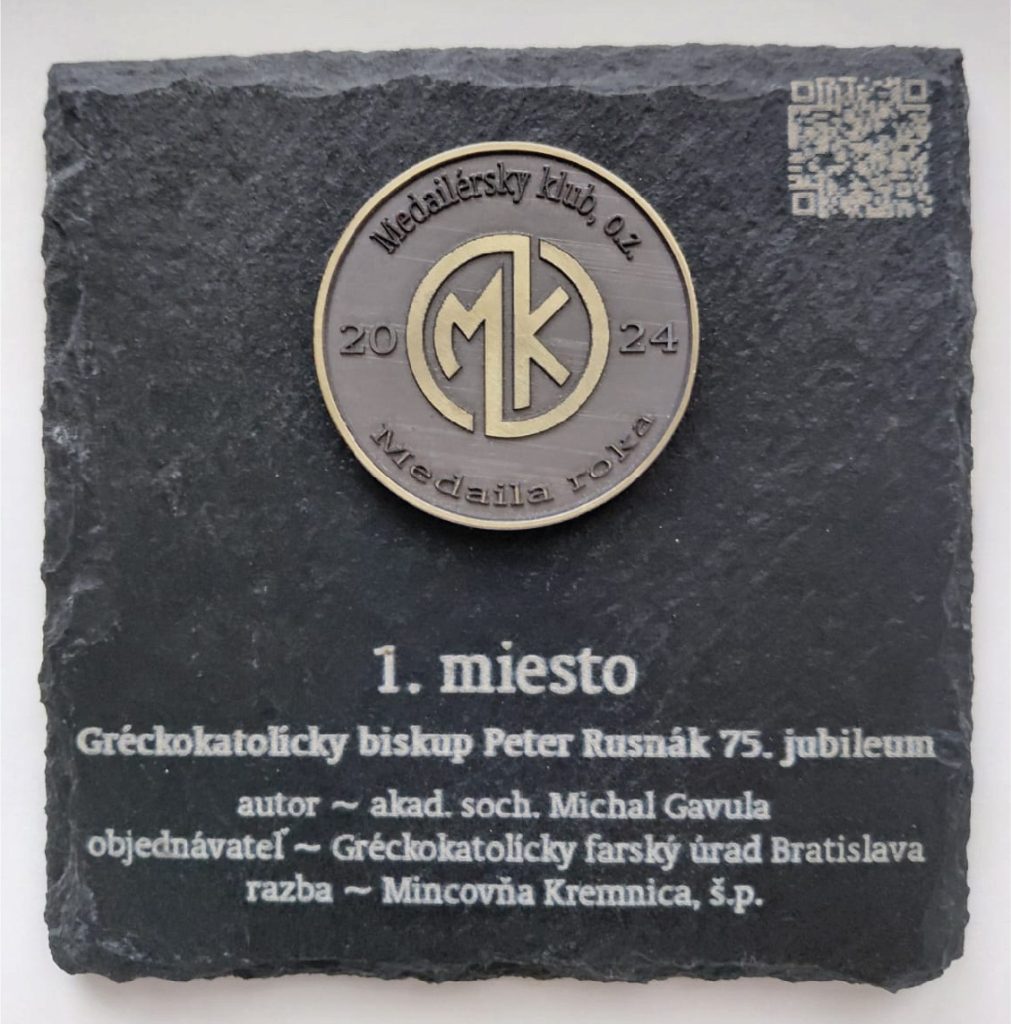 Medailérsky klub, o.z.
MK
20 24
Medaila roka
1. miesto
Gréckokatolícky biskup Peter Rusnák 75. jubileum
autor ~ akad. soch. Michal Gavula
objednávateľ ~ Gréckokatolícky farský úrad Bratislava
razba ~ Mincovňa Kremnica, š.p.